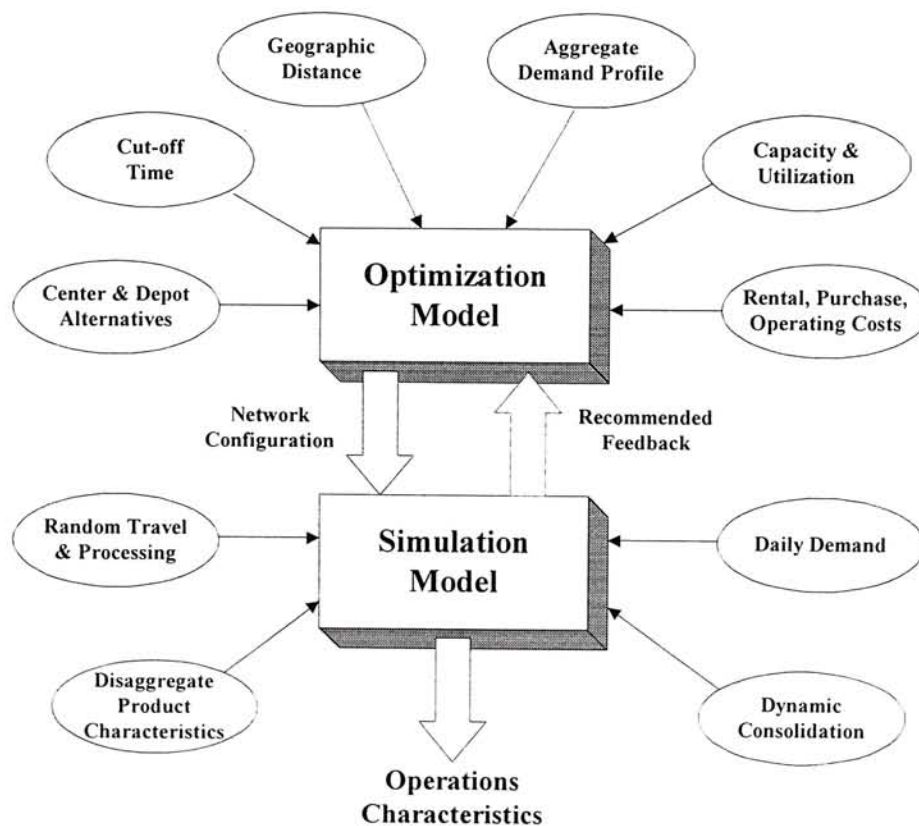 Geographic
Distance
Aggregate
Demand Profile
Cut-off
Time
Capacity &
Utilization
Optimization
Model
Center & Depot
Alternatives
Rental, Purchase,
Operating Costs
Network
Configuration
Recommended
Feedback
Random Travel
& Processing
Simulation
Model
Daily Demand
Disaggregate
Product
Characteristics
Dynamic
Consolidation
Operations
Characteristics